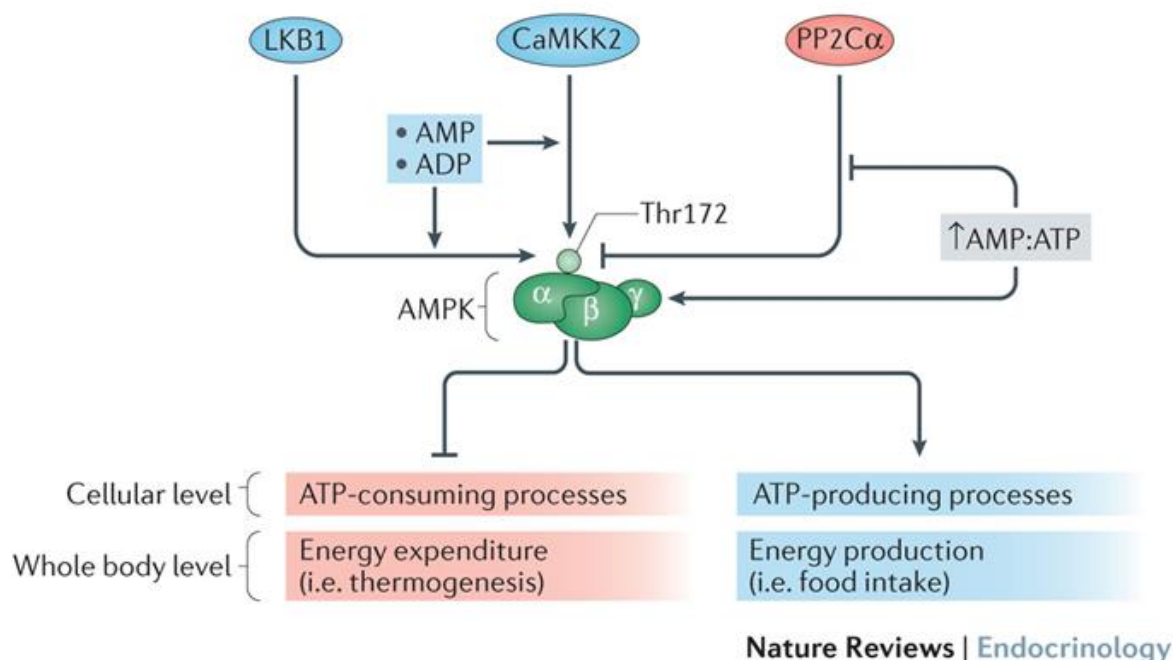 LKB1
CaMKK2
PP2Cα
• AMP
• ADP
Thr172
↑AMP:ATP
AMPK
α
β
γ
Cellular level
ATP-consuming processes
ATP-producing processes
Whole body level
Energy expenditure
(i.e. thermogenesis)
Energy production
(i.e. food intake)
Nature Reviews | Endocrinology